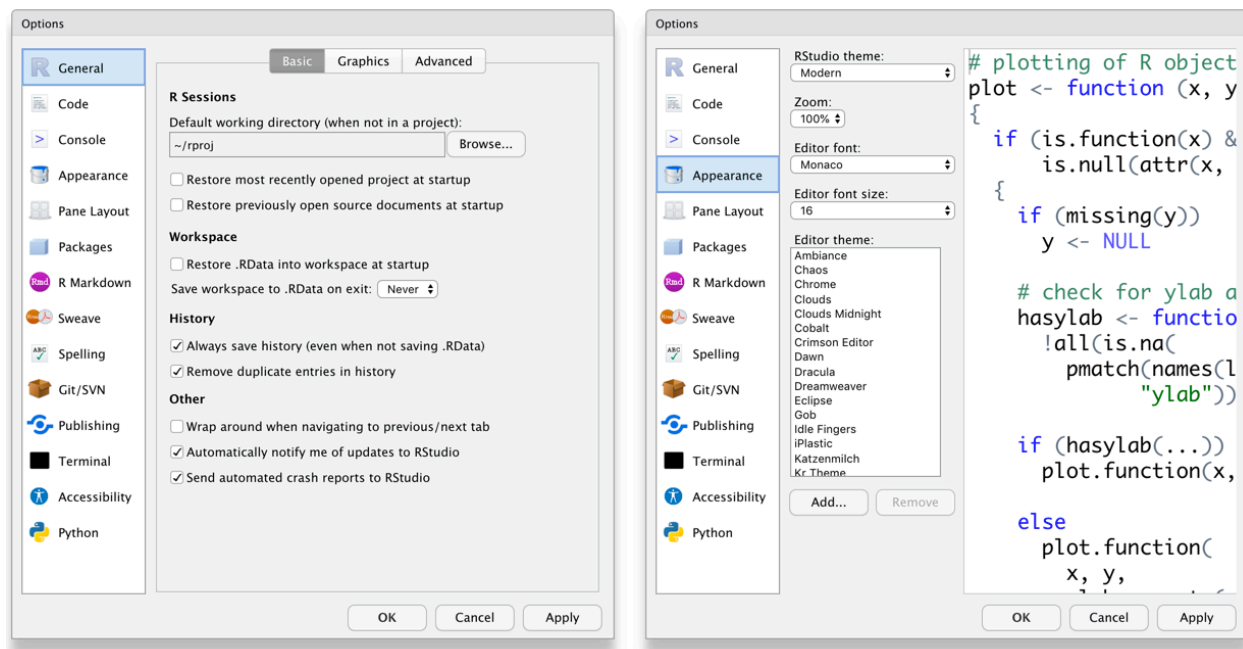 Options
General
Code
Console
Appearance
Pane Layout
Packages
Rmd R Markdown
Sweave
ABC Spelling
Git/SVN
Publishing
Terminal
Accessibility
Python
Basic Graphics Advanced
R Sessions
Default working directory (when not in a project):
~/rproj Browse...
Restore most recently opened project at startup
Restore previously open source documents at startup
Workspace
Restore .RData into workspace at startup
Save workspace to .RData on exit: Never
History
Always save history (even when not saving .RData)
Remove duplicate entries in history
Other
Wrap around when navigating to previous/next tab
Automatically notify me of updates to RStudio
Send automated crash reports to RStudio
OK Cancel Apply
Options
General
Code
Console
Appearance
Pane Layout
Packages
Rmd R Markdown
Sweave
ABC Spelling
Git/SVN
Publishing
Terminal
Accessibility
Python
RStudio theme:
Modern
Zoom:
100%
Editor font:
Monaco
Editor font size:
16
Editor theme:
Ambiance
Chaos
Chrome
Clouds
Clouds Midnight
Cobalt
Crimson Editor
Dawn
Dracula
Dreamweaver
Eclipse
Gob
Idle Fingers
iPlastic
Katzenmilch
Kr Theme
Add... Remove
# plotting of R object
plot <- function (x, y
{
if (is.function(x) &
is.null(attr(x,
{
if (missing(y))
y <- NULL
# check for ylab a
hasylab <- functio
!all(is.na(
pmatch(names(l
"ylab"))
if (hasylab(...))
plot.function(x,
else
plot.function(
x, y,
OK Cancel Apply